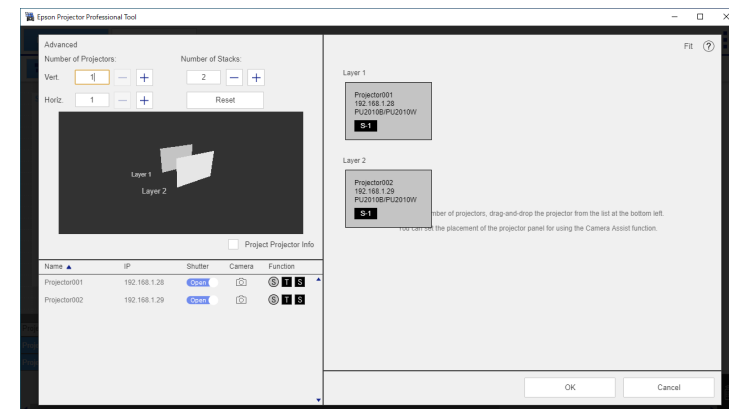 Epson Projector Professional Tool
Advanced
Number of Projectors: Number of Stacks:
Vert. 1 2
Horiz. 1 Reset
Layer 1
Layer 2
Project Projector Info
Name IP Shutter Camera Function
Projector001 192.168.1.28 Open S T S
Projector002 192.168.1.29 Open S T S
Fit ?
Layer 1
Projector001
192.168.1.28
PU2010B/PU2010W
S-1
Layer 2
Projector002
192.168.1.29
PU2010B/PU2010W
S-1
mber of projectors, drag-and-drop the projector from the list at the bottom left.
You can set the placement of the projector panel for using the Camera Assist function.
OK Cancel